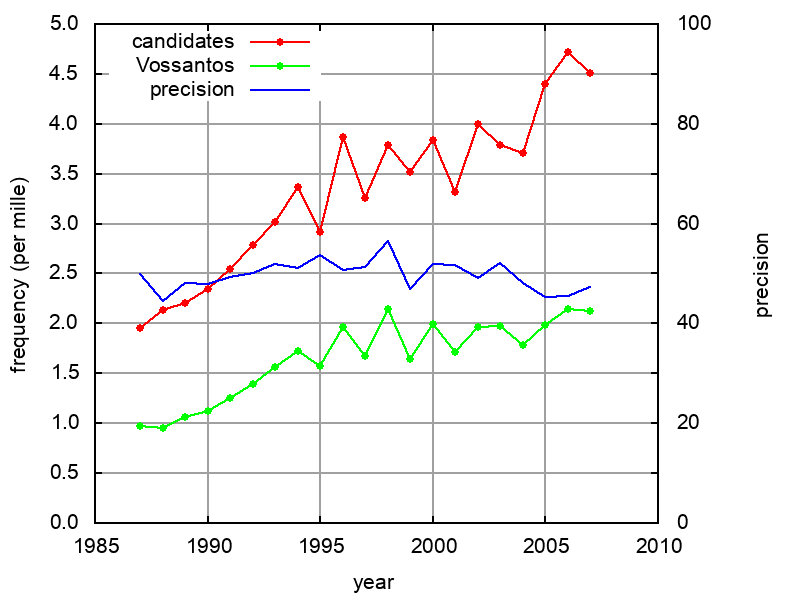 5.0
4.5
4.0
3.5
3.0
2.5
2.0
1.5
1.0
0.5
0.0
frequency (per mille)
candidates
Vossantos
precision
100
80
60
40
20
0
precision
1985 1990 1995 2000 2005 2010
year